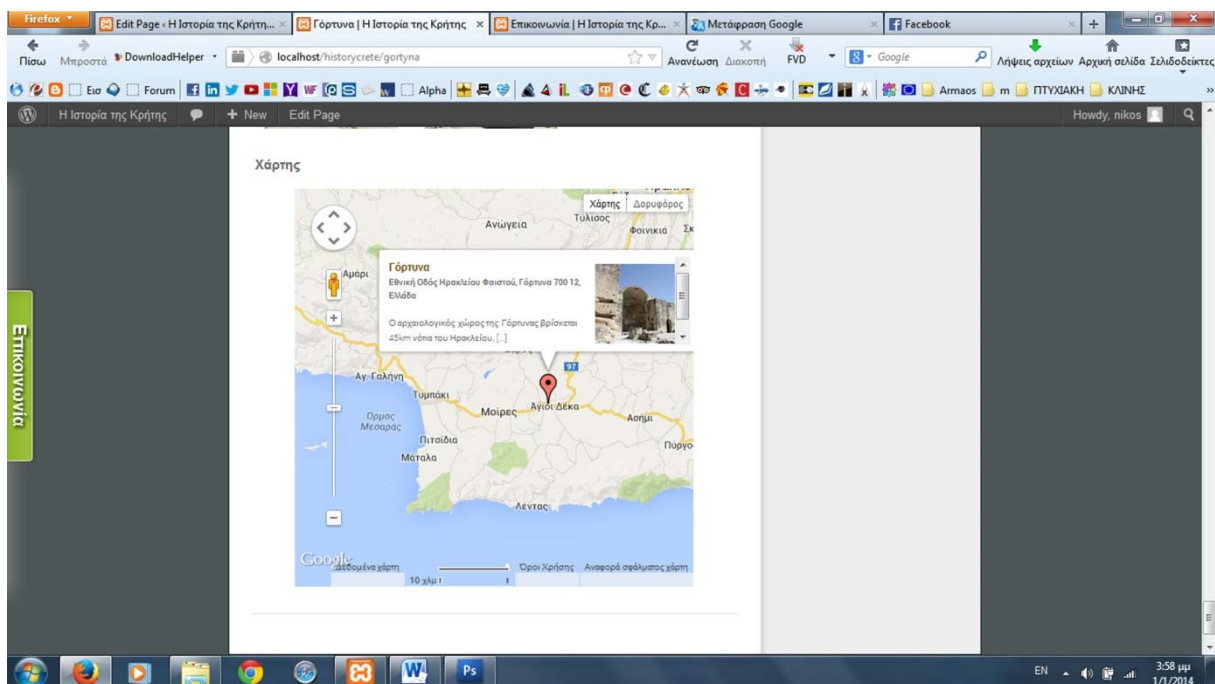 Firefox
Edit Page ‹ Η Ιστορία της Κρήτη...
Γόρτυνα | Η Ιστορία της Κρήτης
Επικοινωνία | Η Ιστορία της Κρ...
Μετάφραση Google
Facebook
Πίσω
Μπροστά
DownloadHelper
localhost/historycrete/gortyna
Ανανέωση
Διακοπή
FVD
Google
Λήψεις αρχείων
Αρχική σελίδα
Σελιδοδείκτες
Εισ
Forum
Alpha
Armaos
m
ΠΤΥΧΙΑΚΗ
ΚΛΙΝΗΣ
Η Ιστορία της Κρήτης
+ New
Edit Page
Howdy, nikos
Χάρτης
Χάρτης
Δορυφόρος
Ανώγεια
Τύλισος
Φοινικιά
Σκ
Αμάρι
Γόρτυνα
Εθνική Οδός Ηρακλείου Φαιστού, Γόρτυνα 700 12,
Ελλάδα
Ο αρχαιολογικός χώρος της Γόρτυνας βρίσκεται
45km νότια του Ηρακλείου. [...]
97
Αγ. Γαλήνη
Τυμπάκι
Μοίρες
Άγιοι Δέκα
Ασήμι
Όρμος
Μεσαράς
Πιτσίδια
Πύργο
Μάταλα
Λέντας
Επικοινωνία
Google
Δεδομένα χάρτη
10 χλμ
Όροι Χρήσης
Αναφορά σφάλματος χάρτη
W
Ps
EN
3:58 μμ
1/1/2014